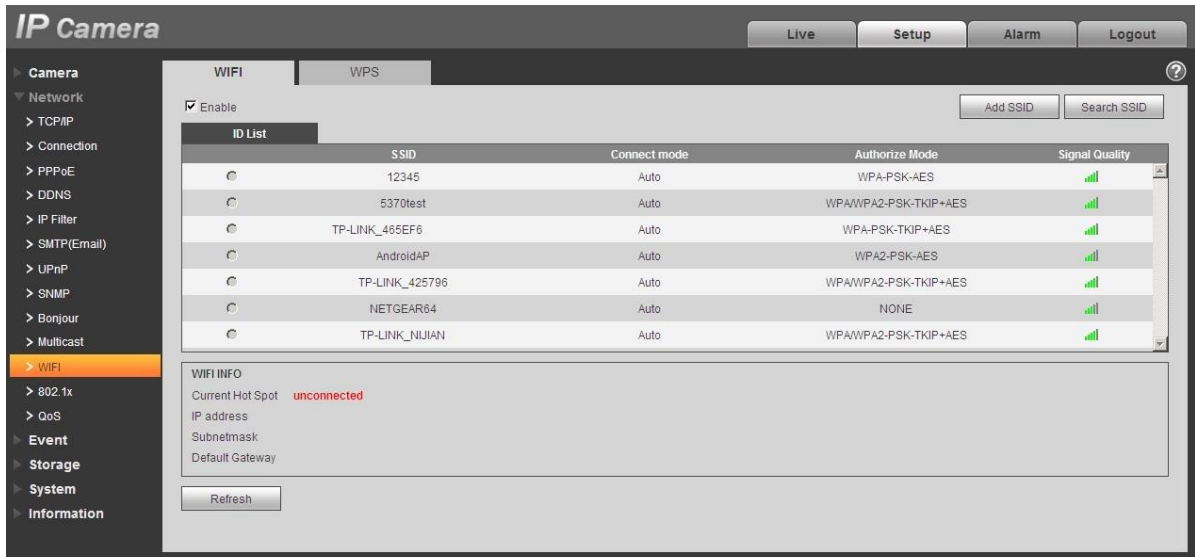 IP Camera
Live Setup Alarm Logout
Camera
Network
> TCP/IP
> Connection
> PPPoE
> DDNS
> IP Filter
> SMTP(Email)
> UPnP
> SNMP
> Bonjour
> Multicast
> WIFI
> 802.1x
> QoS
Event
Storage
System
Information
WIFI WPS ?
Enable Add SSID Search SSID
ID List
SSID Connect mode Authorize Mode Signal Quality
12345 Auto WPA-PSK-AES
5370test Auto WPA/WPA2-PSK-TKIP+AES
TP-LINK_465EF6 Auto WPA-PSK-TKIP+AES
AndroidAP Auto WPA2-PSK-AES
TP-LINK_425796 Auto WPA/WPA2-PSK-TKIP+AES
NETGEAR64 Auto NONE
TP-LINK_NIJIAN Auto WPA/WPA2-PSK-TKIP+AES
WIFI INFO
Current Hot Spot unconnected
IP address
Subnetmask
Default Gateway
Refresh